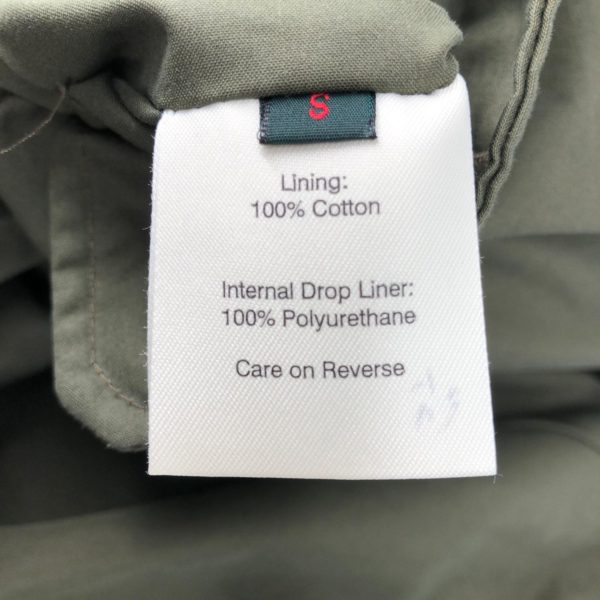 S
Lining:
100% Cotton
Internal Drop Liner:
100% Polyurethane
Care on Reverse